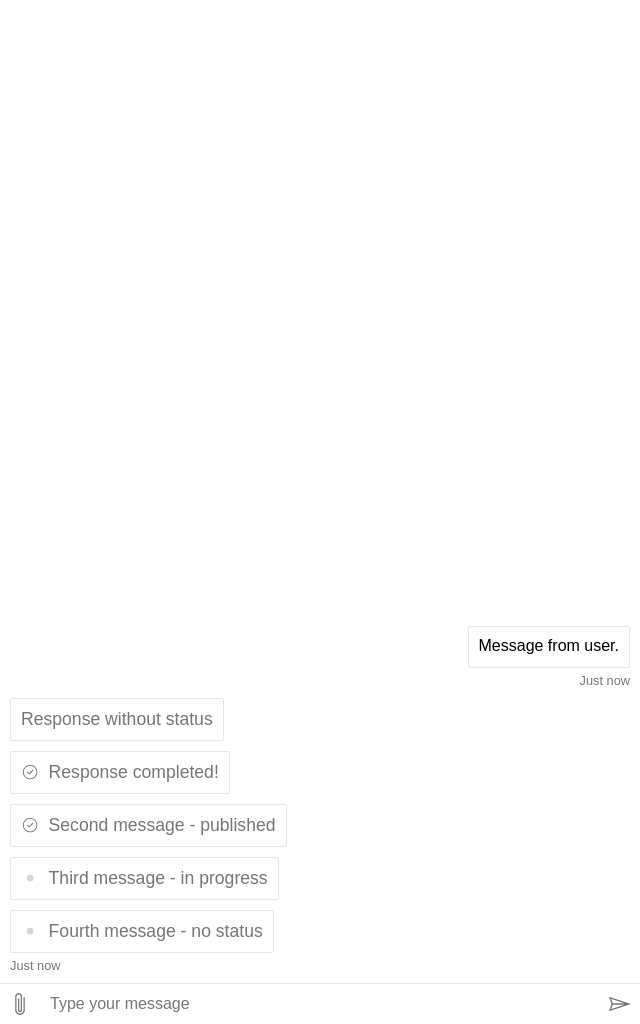 Message from user.
Just now
Response without status
Response completed!
Second message - published
Third message - in progress
Fourth message - no status
Just now
Type your message